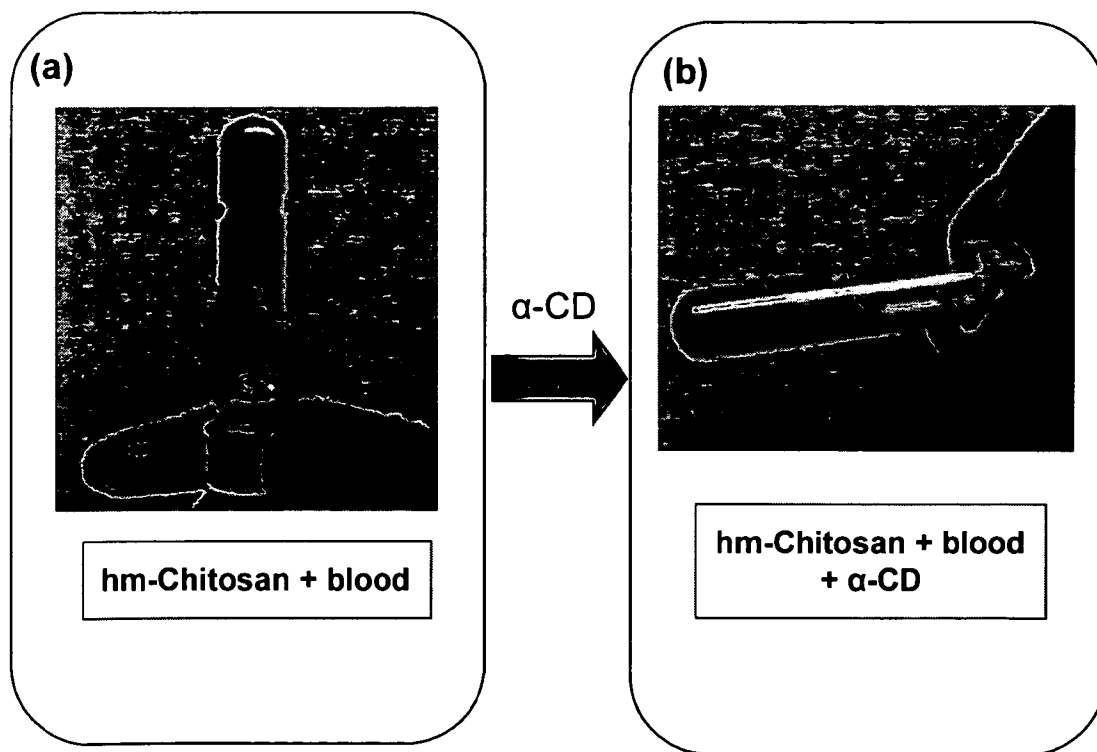 (a)
hm-Chitosan + blood
α-CD
(b)
hm-Chitosan + blood
+ α-CD